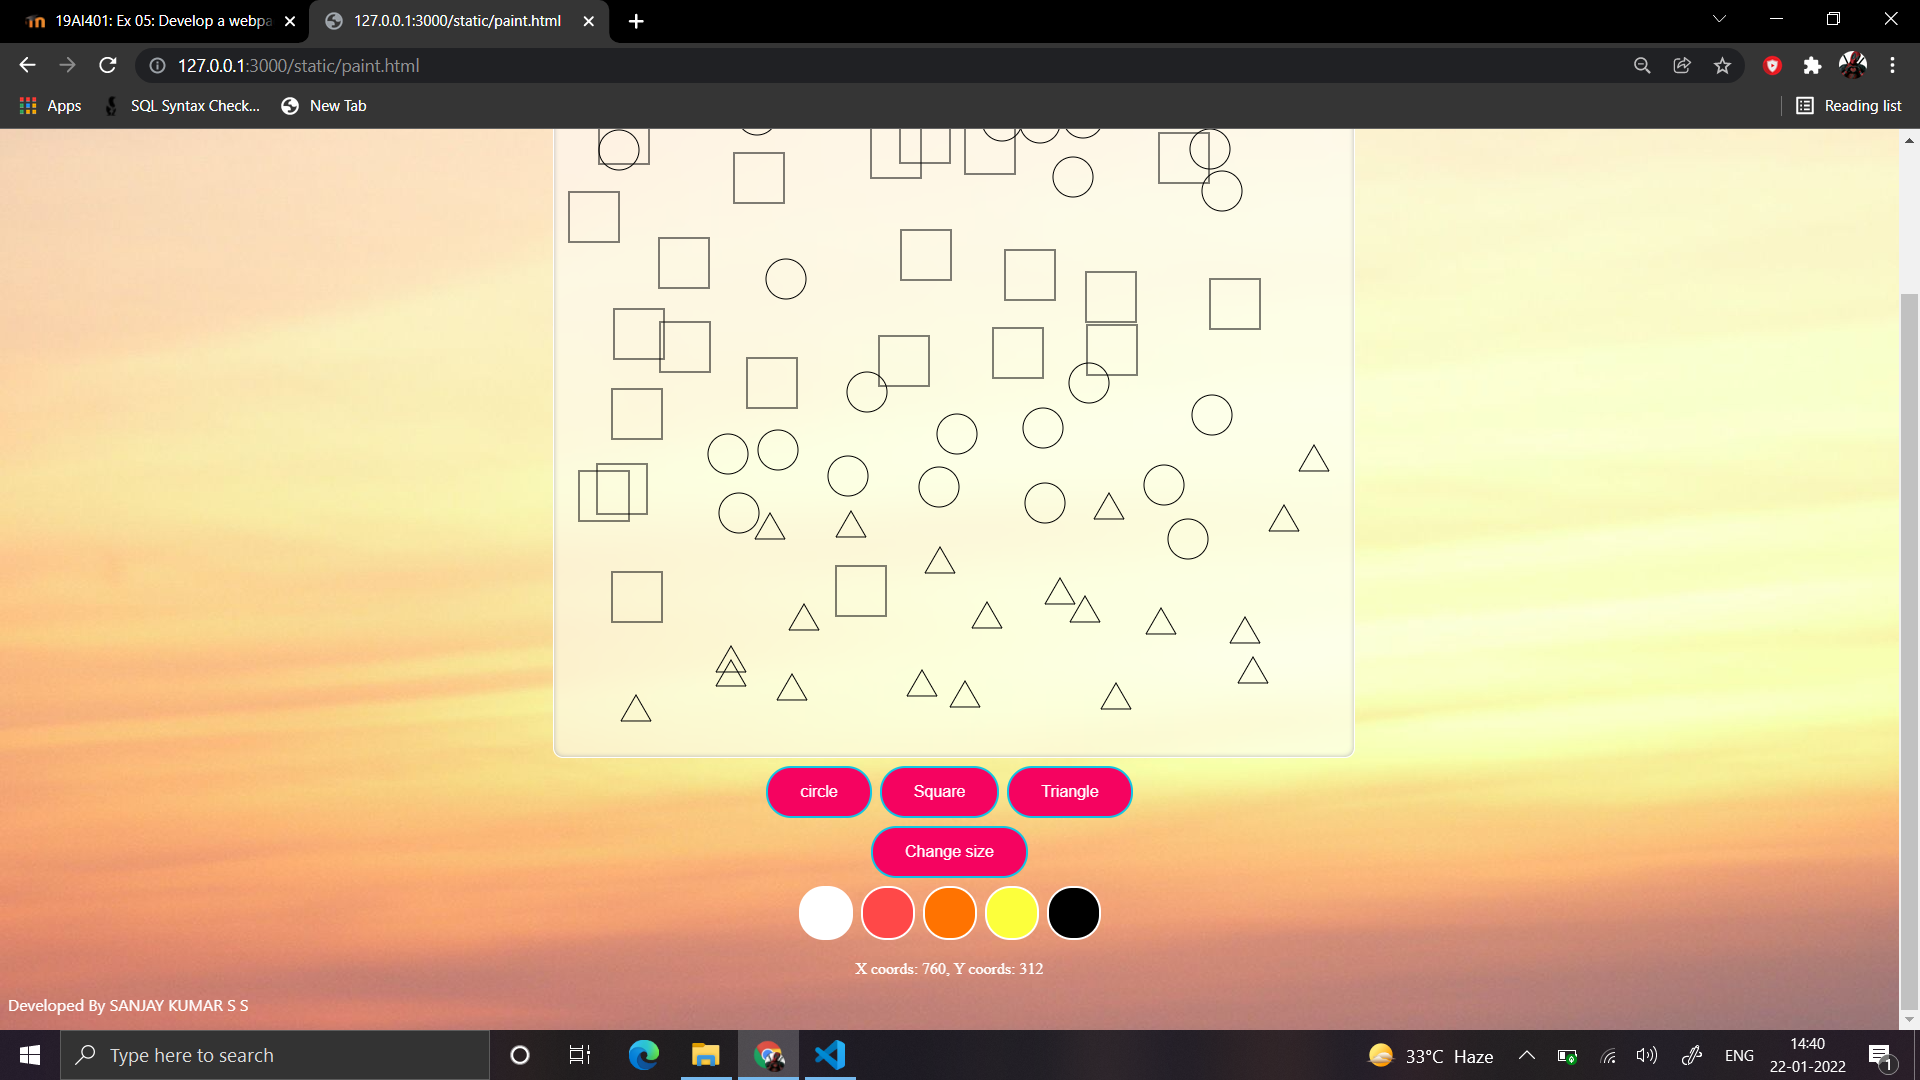 19AI401: Ex 05: Develop a webpa
127.0.0.1:3000/static/paint.html
127.0.0.1:3000/static/paint.html
Apps
SQL Syntax Check...
New Tab
Reading list
circle
Square
Triangle
Change size
X coords: 760, Y coords: 312
Developed By SANJAY KUMAR S S
Type here to search
33°C Haze
ENG
14:40
22-01-2022
1